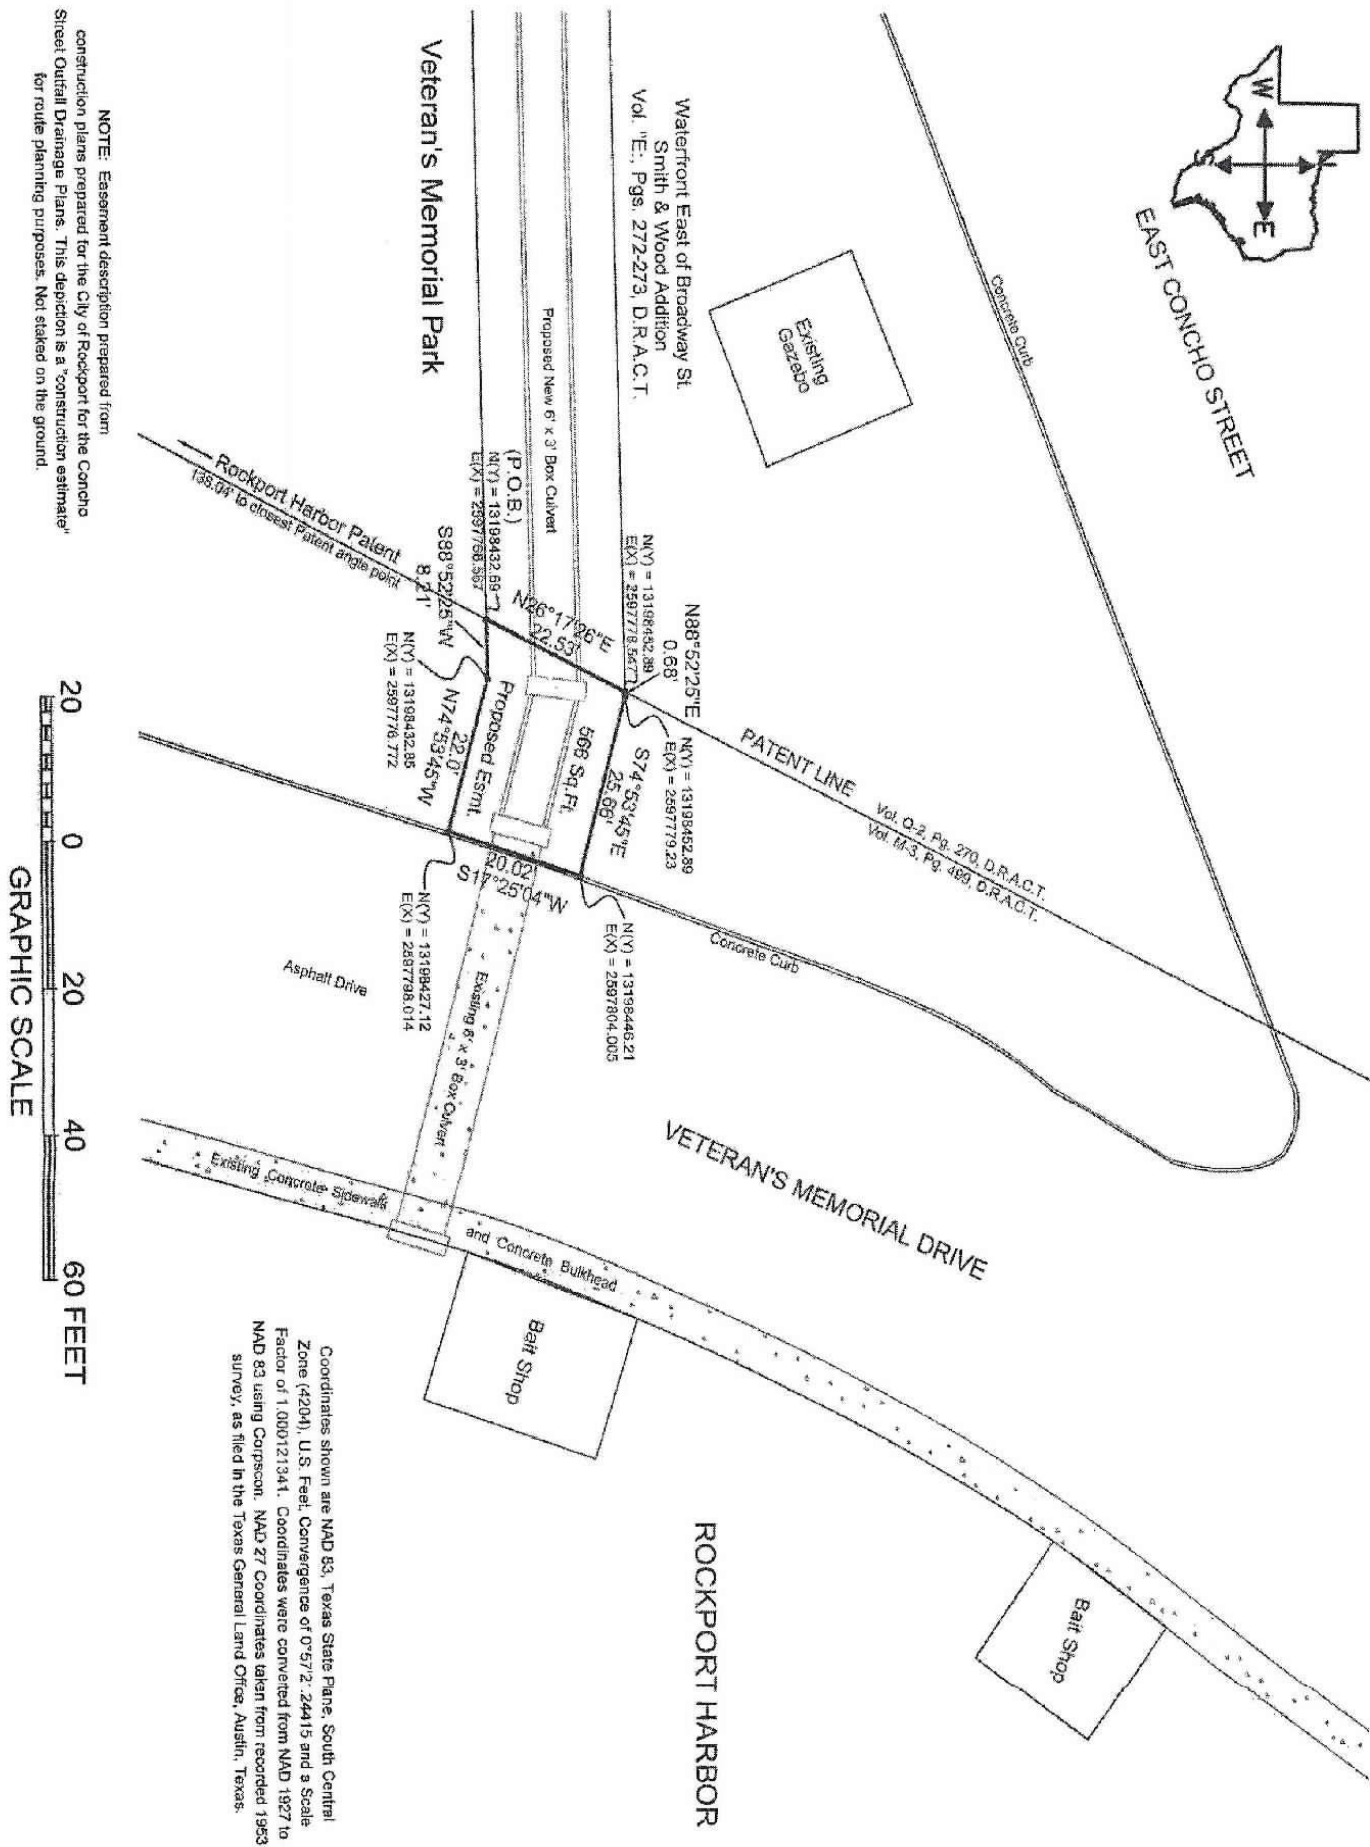 W
E
S
EAST CONCHO STREET
Concrete Curb
Existing
Gazebo
Waterfront East of Broadway St.
Smith & Wood Addition
Vol. "E:, Pgs. 272-273, D.R.A.C.T.
Proposed New 6' x 3' Box Culvert
Veteran's Memorial Park
N(Y) = 13198452.89
E(X) = 2597778.547
N88°52'25"E
0.68'
N(Y) = 13198452.89
E(X) = 2597779.23
(P.O.B.)
N(Y) = 13198432.69
E(X) = 2597768.567
N26°17'26"E
22.53'
S88°52'25"W
8.21'
N(Y) = 13198432.85
E(X) = 2597776.772
Rockport Harbor Patent
138.04' to closest Patent angle point
PATENT LINE
Vol. Q-2, Pg. 270, D.R.A.C.T.
Vol. M-3, Pg. 499, D.R.A.C.T.
S74°53'45"E
25.66'
566 Sq.Ft.
Proposed Esmt.
22.0'
N74°53'45"W
20.02'
S17°25'04"W
N(Y) = 13198446.21
E(X) = 2597804.005
N(Y) = 13198427.12
E(X) = 2597798.014
Concrete Curb
Asphalt Drive
Existing 6' x 3' Box Culvert
VETERAN'S MEMORIAL DRIVE
Existing Concrete Sidewalk
and Concrete Bulkhead
Bait Shop
Bait Shop
ROCKPORT HARBOR
NOTE: Easement description prepared from
construction plans prepared for the City of Rockport for the Concho
Street Outfall Drainage Plans. This depiction is a "construction estimate"
for route planning purposes. Not staked on the ground.
20 0 20 40 60 FEET
GRAPHIC SCALE
Coordinates shown are NAD 83, Texas State Plane, South Central
Zone (4204), U.S. Feet, Convergence of 0°57'2".24415 and a Scale
Factor of 1.000121341. Coordinates were converted from NAD 1927 to
NAD 83 using Corpscon. NAD 27 Coordinates taken from recorded 1953
survey, as filed in the Texas General Land Office, Austin, Texas.